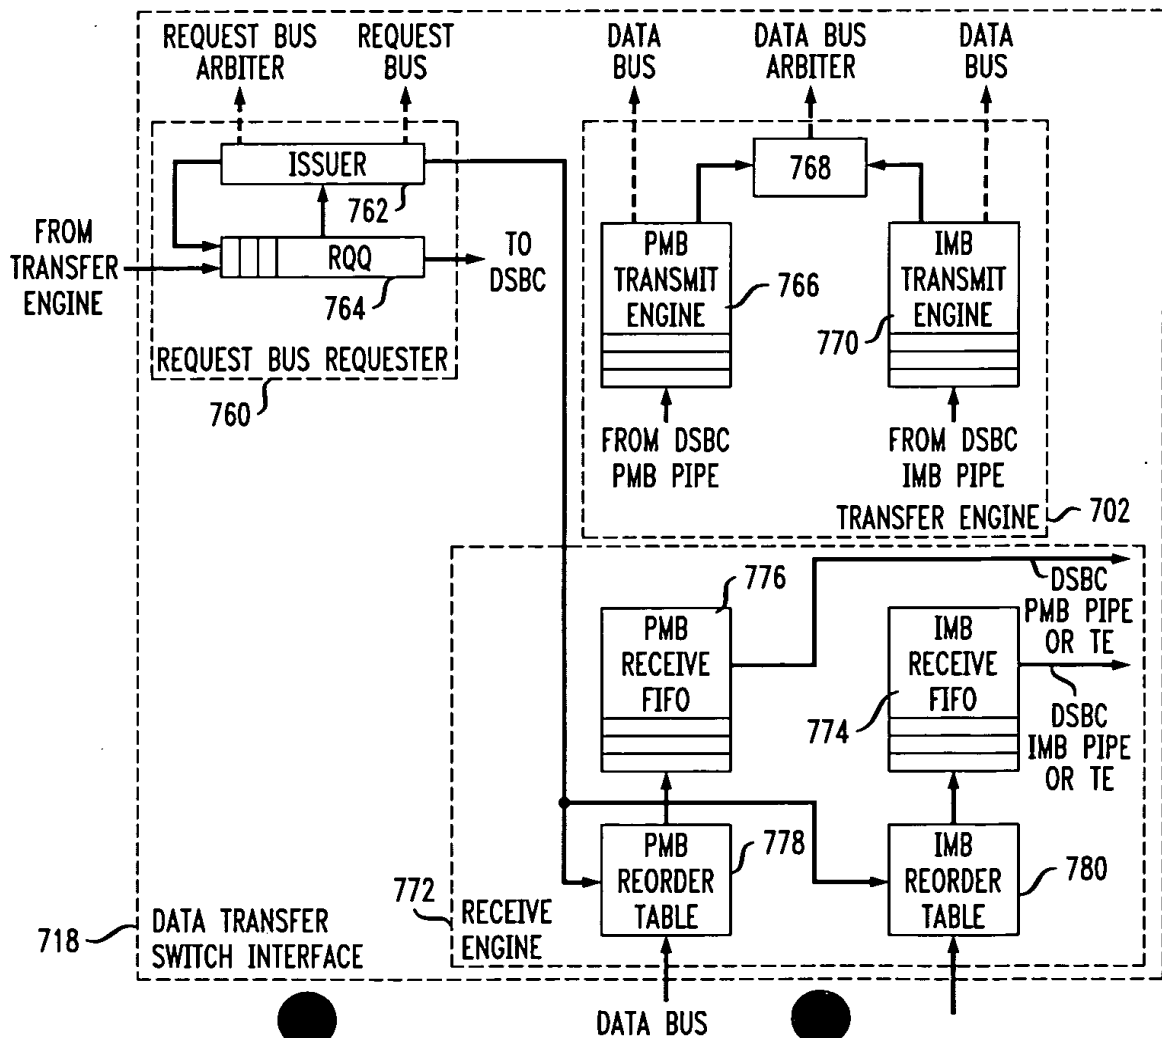 REQUEST BUS
ARBITER
REQUEST
BUS
DATA
BUS
DATA BUS
ARBITER
DATA
BUS
ISSUER
762
768
FROM
TRANSFER
ENGINE
RQQ
764
TO
DSBC
REQUEST BUS REQUESTER
760
PMB
TRANSMIT
ENGINE
766
IMB
TRANSMIT
ENGINE
770
FROM DSBC
PMB PIPE
FROM DSBC
IMB PIPE
TRANSFER ENGINE
702
776
PMB
RECEIVE
FIFO
IMB
RECEIVE
FIFO
774
DSBC
PMB PIPE
OR TE
DSBC
IMB PIPE
OR TE
PMB
REORDER
TABLE
778
IMB
REORDER
TABLE
780
772
RECEIVE
ENGINE
718
DATA TRANSFER
SWITCH INTERFACE
DATA BUS